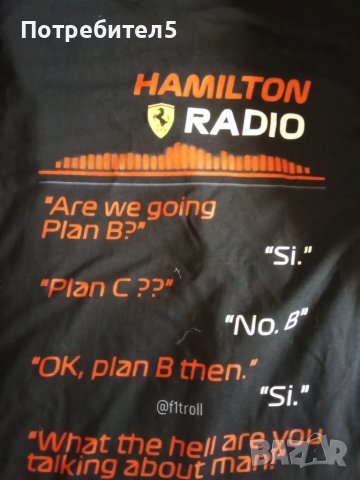 Потребител5
HAMILTON
RADIO
"Are we going
Plan B?"
"Si."
"Plan C ??"
"No. B"
"OK, plan B then."
"Si."
@f1troll
"What the hell are you
talking about man?"
BAZAR